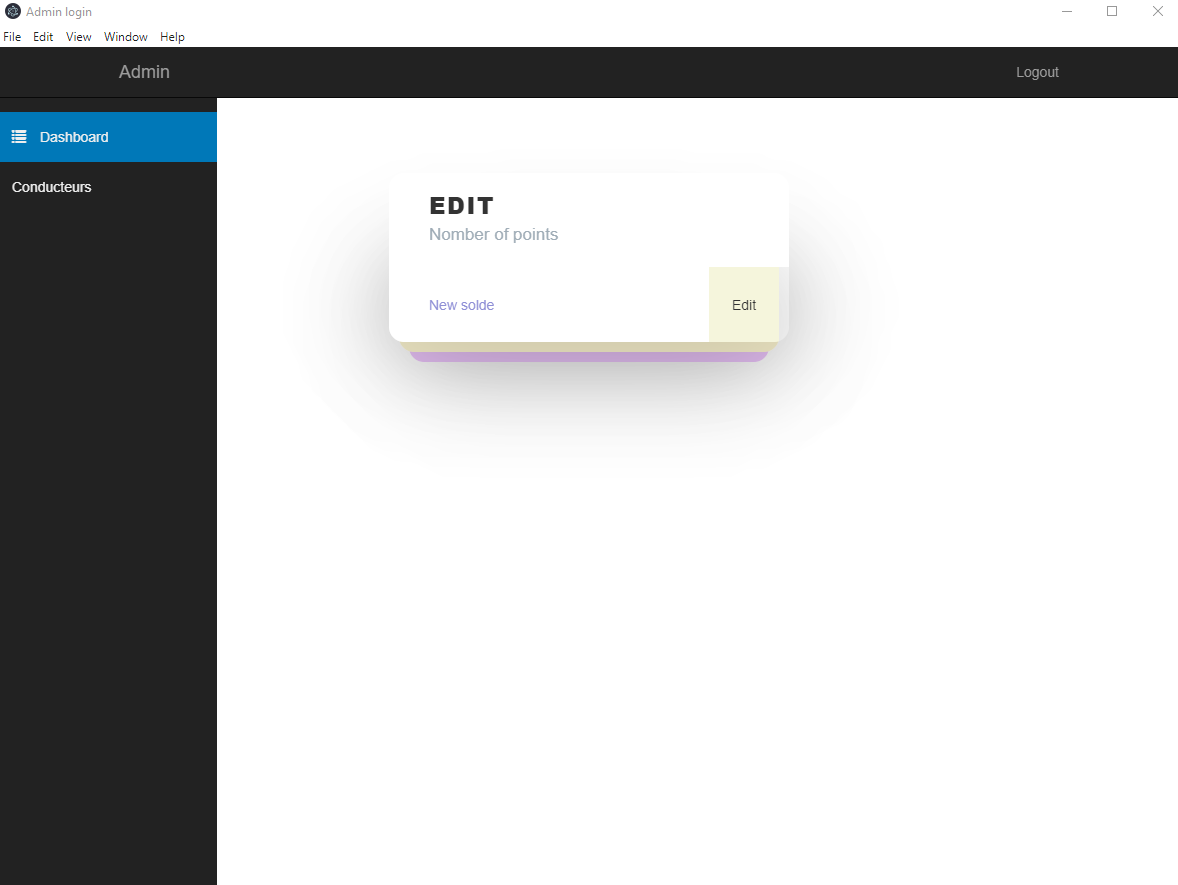 Admin login
File Edit View Window Help
Admin Logout
Dashboard
Conducteurs
EDIT
Nomber of points
New solde Edit